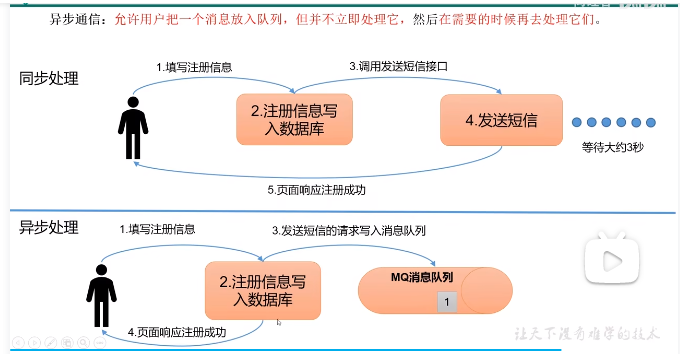 异步通信：允许用户把一个消息放入队列，但并不立即处理它，然后在需要的时候再去处理它们。
同步处理
1.填写注册信息
3.调用发送短信接口
2.注册信息写
入数据库
4.发送短信
等待大约3秒
5.页面响应注册成功
异步处理
1.填写注册信息
3.发送短信的请求写入消息队列
2.注册信息写
入数据库
MQ消息队列
1
4.页面响应注册成功
让天下没有难学的技术